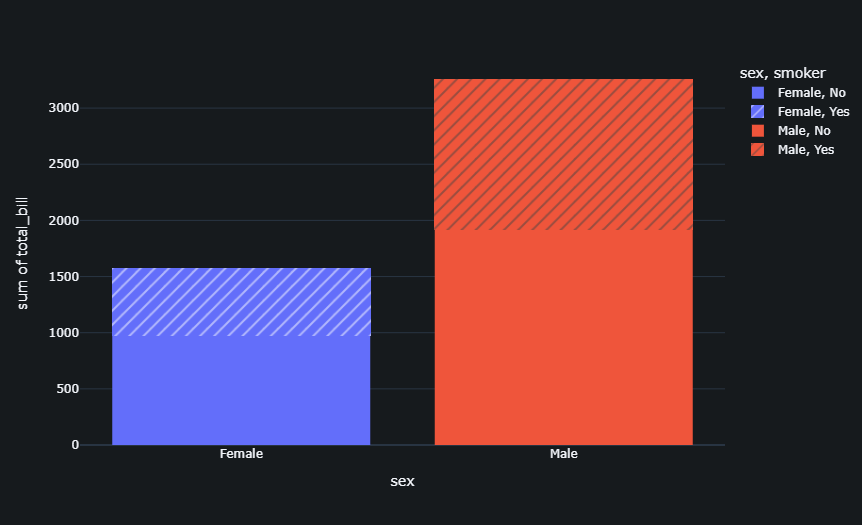 sex, smoker
Female, No
Female, Yes
Male, No
Male, Yes
3000
2500
2000
1500
1000
500
0
sum of total_bill
Female
Male
sex